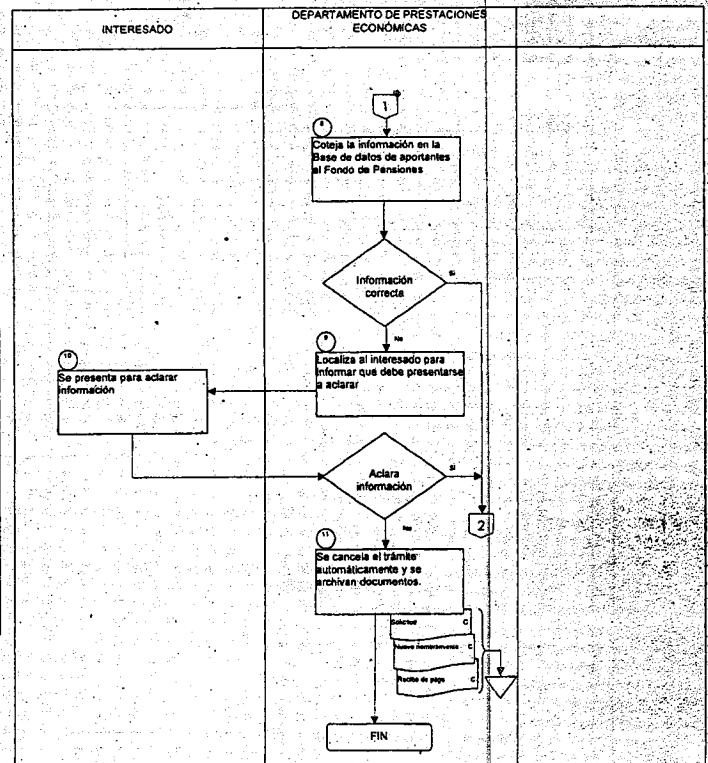 INTERESADO
DEPARTAMENTO DE PRESTACIONES
ECONÓMICAS
1
Coteja la información en la
Base de datos de aportantes
al Fondo de Pensiones
Información
correcta
Si
No
Localiza al interesado para
informar que debe presentarse
a aclarar
10
Se presenta para aclarar
información
Aclara
información
Si
2
No
11
Se cancela el trámite
automáticamente y se
archivan documentos.
Solicitud C
Nuevo nombramiento C
Recibo de pago C
FIN